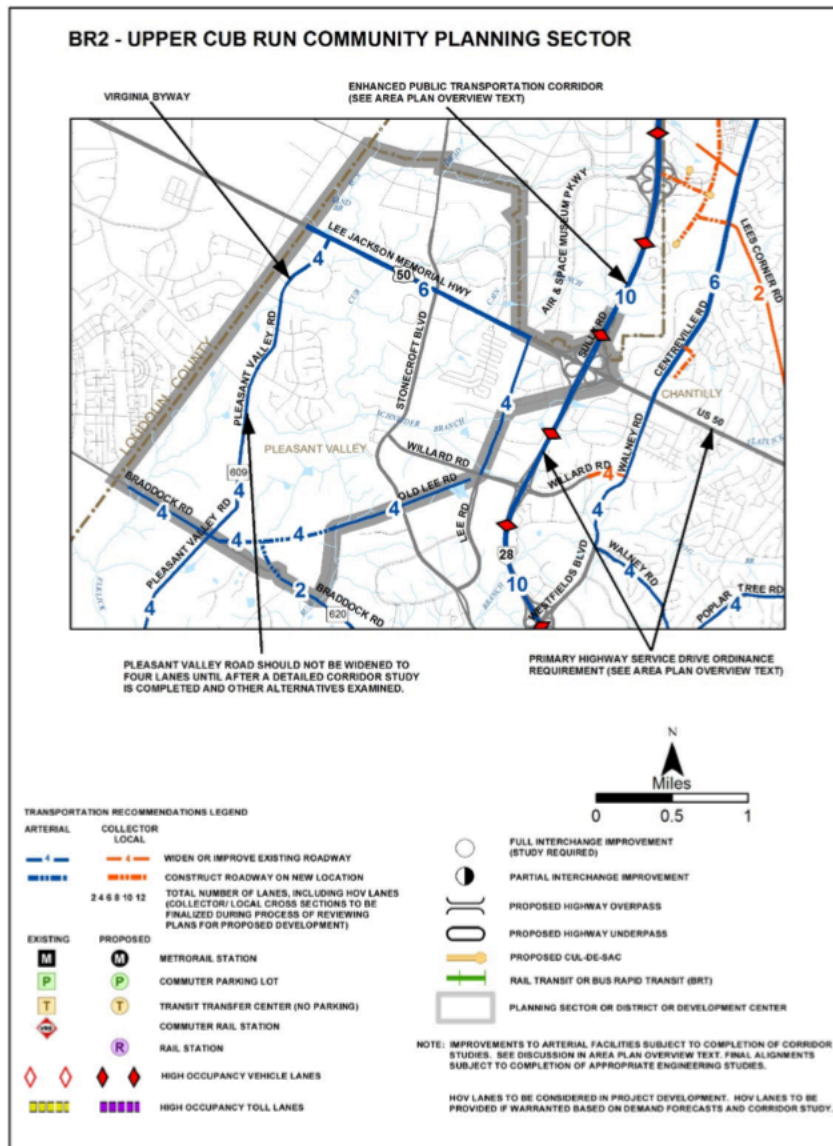 BR2 - UPPER CUB RUN COMMUNITY PLANNING SECTOR
VIRGINIA BYWAY
ENHANCED PUBLIC TRANSPORTATION CORRIDOR
(SEE AREA PLAN OVERVIEW TEXT)
LEE JACKSON MEMORIAL HWY
50
6
4
AIR & SPACE MUSEUM PKWY
10
SULLY RD
LEES CORNER RD
2
6
CENTREVILLE RD
LOUDOUN COUNTY
PLEASANT VALLEY RD
STONECROFT BLVD
CUB
RUN
CAIN
BRANCH
4
CHANTILLY
US 50
FLATLICK
SCHNEIDER BRANCH
PLEASANT VALLEY
WILLARD RD
WILLARD RD
4
WALNEY RD
609
OLD LEE RD
4
BRADDOCK RD
4
4
PLEASANT VALLEY RD
4
4
LEE RD
28
4
WALNEY RD
4
4
2
BRADDOCK RD
620
10
WESTFIELDS BLVD
BRANCH
POPLAR TREE RD
4
PLEASANT VALLEY ROAD SHOULD NOT BE WIDENED TO
FOUR LANES UNTIL AFTER A DETAILED CORRIDOR STUDY
IS COMPLETED AND OTHER ALTERNATIVES EXAMINED.
PRIMARY HIGHWAY SERVICE DRIVE ORDINANCE
REQUIREMENT (SEE AREA PLAN OVERVIEW TEXT)
N
Miles
0 0.5 1
TRANSPORTATION RECOMMENDATIONS LEGEND
ARTERIAL
COLLECTOR
LOCAL
4 4 WIDEN OR IMPROVE EXISTING ROADWAY
CONSTRUCT ROADWAY ON NEW LOCATION
2 4 6 8 10 12 TOTAL NUMBER OF LANES, INCLUDING HOV LANES
(COLLECTOR/ LOCAL CROSS SECTIONS TO BE
FINALIZED DURING PROCESS OF REVIEWING
PLANS FOR PROPOSED DEVELOPMENT)
EXISTING PROPOSED
M M METRORAIL STATION
P P COMMUTER PARKING LOT
T T TRANSIT TRANSFER CENTER (NO PARKING)
VRE COMMUTER RAIL STATION
R RAIL STATION
HIGH OCCUPANCY VEHICLE LANES
HIGH OCCUPANCY TOLL LANES
FULL INTERCHANGE IMPROVEMENT
(STUDY REQUIRED)
PARTIAL INTERCHANGE IMPROVEMENT
PROPOSED HIGHWAY OVERPASS
PROPOSED HIGHWAY UNDERPASS
PROPOSED CUL-DE-SAC
RAIL TRANSIT OR BUS RAPID TRANSIT (BRT)
PLANNING SECTOR OR DISTRICT OR DEVELOPMENT CENTER
NOTE: IMPROVEMENTS TO ARTERIAL FACILITIES SUBJECT TO COMPLETION OF CORRIDOR
STUDIES. SEE DISCUSSION IN AREA PLAN OVERVIEW TEXT. FINAL ALIGNMENTS
SUBJECT TO COMPLETION OF APPROPRIATE ENGINEERING STUDIES.
HOV LANES TO BE CONSIDERED IN PROJECT DEVELOPMENT. HOV LANES TO BE
PROVIDED IF WARRANTED BASED ON DEMAND FORECASTS AND CORRIDOR STUDY.